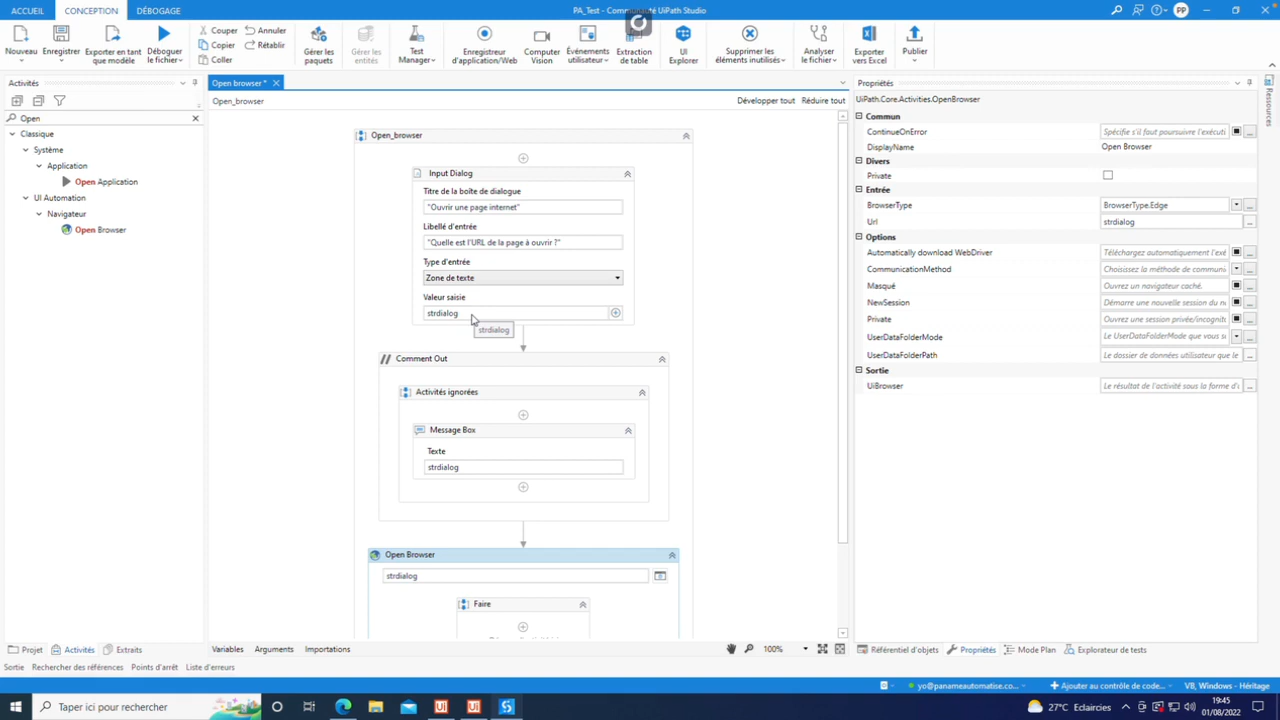 ACCUEIL CONCEPTION DÉBOGAGE PA_Test - Communauté UiPath Studio PP
Nouveau
Enregistrer
Exporter en tant que modèle
Déboguer le fichier
Couper
Copier
Coller
Annuler
Rétablir
Gérer les paquets
Gérer les entités
Test Manager
Enregistreur d'application/Web
Computer Vision
Événements utilisateur
Extraction de table
UI Explorer
Supprimer les éléments inutilisés
Analyser le fichier
Exporter vers Excel
Publier
Activités
Open
Classique
Système
Application
Open Application
UI Automation
Navigateur
Open Browser
Open browser *
Open_browser
Développer tout Réduire tout
Open_browser
Input Dialog
Titre de la boîte de dialogue
"Ouvrir une page internet"
Libellé d'entrée
"Quelle est l'URL de la page à ouvrir ?"
Type d'entrée
Zone de texte
Valeur saisie
strdialog
strdialog
// Comment Out
Activités ignorées
Message Box
Texte
strdialog
Open Browser
strdialog
Faire
Propriétés
UiPath.Core.Activities.OpenBrowser
Commun
ContinueOnError Spécifie s'il faut poursuivre l'exécuti
DisplayName Open Browser
Divers
Private
Entrée
BrowserType BrowserType.Edge
Url strdialog
Options
Automatically download WebDriver Téléchargez automatiquement l'exé
CommunicationMethod Choisissez la méthode de communi
Masqué Ouvrez un navigateur caché.
NewSession Démarre une nouvelle session du n
Private Ouvrez une session privée/incognit
UserDataFolderMode Le UserDataFolderMode que vous s
UserDataFolderPath Le dossier de données utilisateur que le
Sortie
UiBrowser Le résultat de l'activité sous la forme d'
Ressources
Projet Activités Extraits
Variables Arguments Importations 100%
Référentiel d'objets Propriétés Mode Plan Explorateur de tests
Sortie Rechercher des références Points d'arrêt Liste d'erreurs
yo@panameautomatise.co... Ajouter au contrôle de code... VB, Windows - Héritage
Taper ici pour rechercher
27°C Eclaircies
19:45
01/08/2022